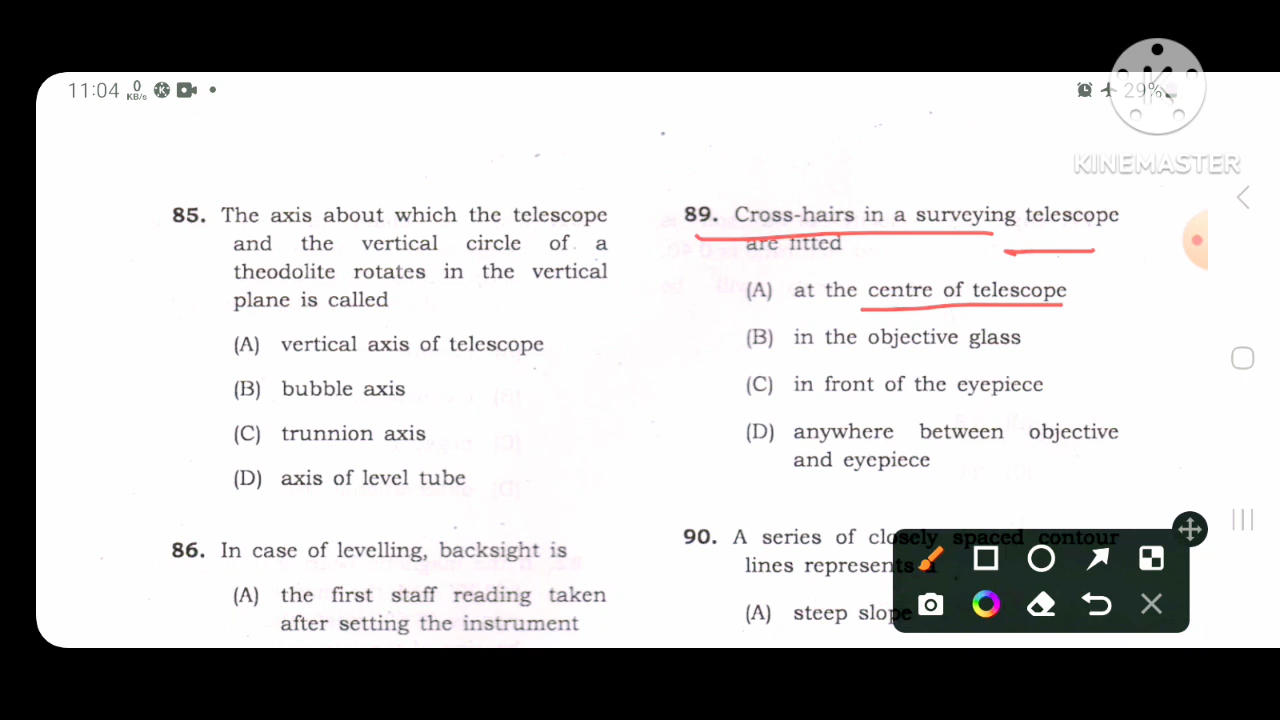 11:04 0 KB/s
29%
KINEMASTER
85. The axis about which the telescope
and the vertical circle of a
theodolite rotates in the vertical
plane is called
(A) vertical axis of telescope
(B) bubble axis
(C) trunnion axis
(D) axis of level tube
86. In case of levelling, backsight is
(A) the first staff reading taken
after setting the instrument
89. Cross-hairs in a surveying telescope
are fitted
(A) at the centre of telescope
(B) in the objective glass
(C) in front of the eyepiece
(D) anywhere between objective
and eyepiece
90. A series of closely spaced contour
lines represents a
(A) steep slope